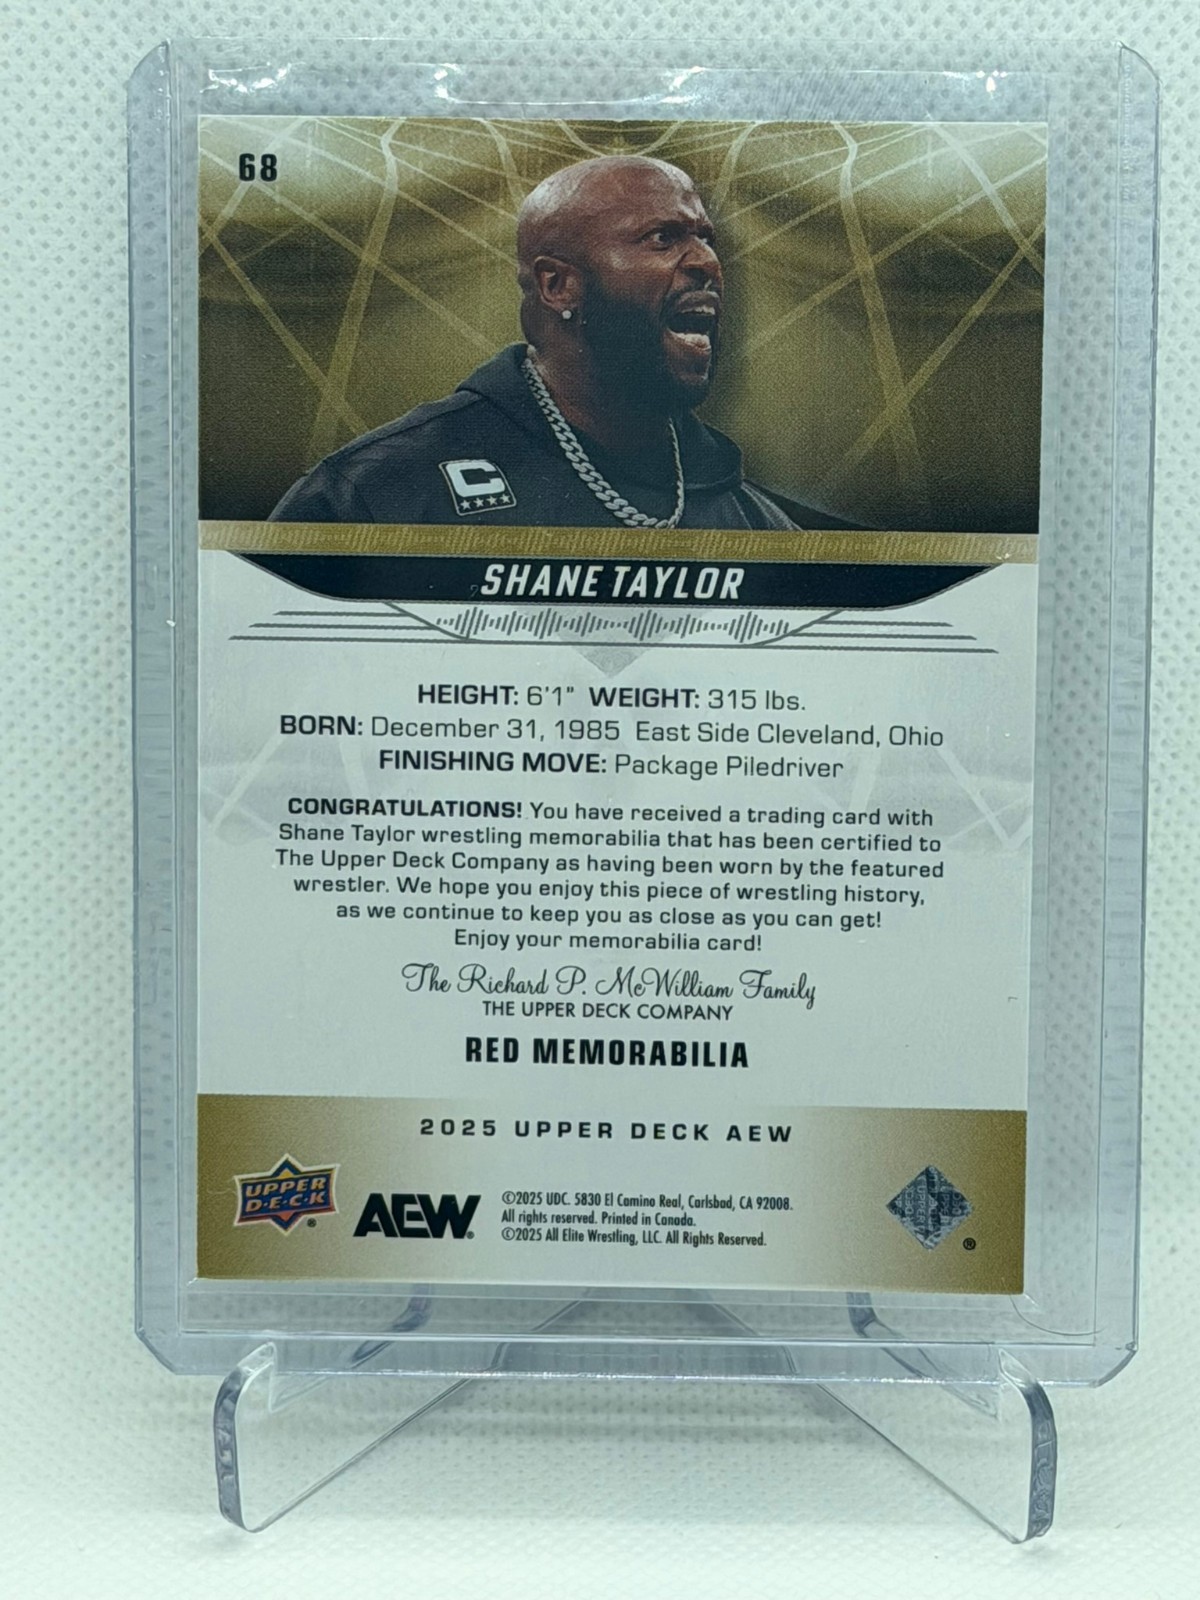 68
C
SHANE TAYLOR
HEIGHT: 6'1" WEIGHT: 315 lbs.
BORN: December 31, 1985 East Side Cleveland, Ohio
FINISHING MOVE: Package Piledriver
CONGRATULATIONS! You have received a trading card with
Shane Taylor wrestling memorabilia that has been certified to
The Upper Deck Company as having been worn by the featured
wrestler. We hope you enjoy this piece of wrestling history,
as we continue to keep you as close as you can get!
Enjoy your memorabilia card!
The Richard P. McWilliam Family
THE UPPER DECK COMPANY
RED MEMORABILIA
2025 UPPER DECK AEW
UPPER
D·E·C·K
®
AEW®
©2025 UDC. 5830 El Camino Real, Carlsbad, CA 92008.
All rights reserved. Printed in Canada.
©2025 All Elite Wrestling, LLC. All Rights Reserved.
®